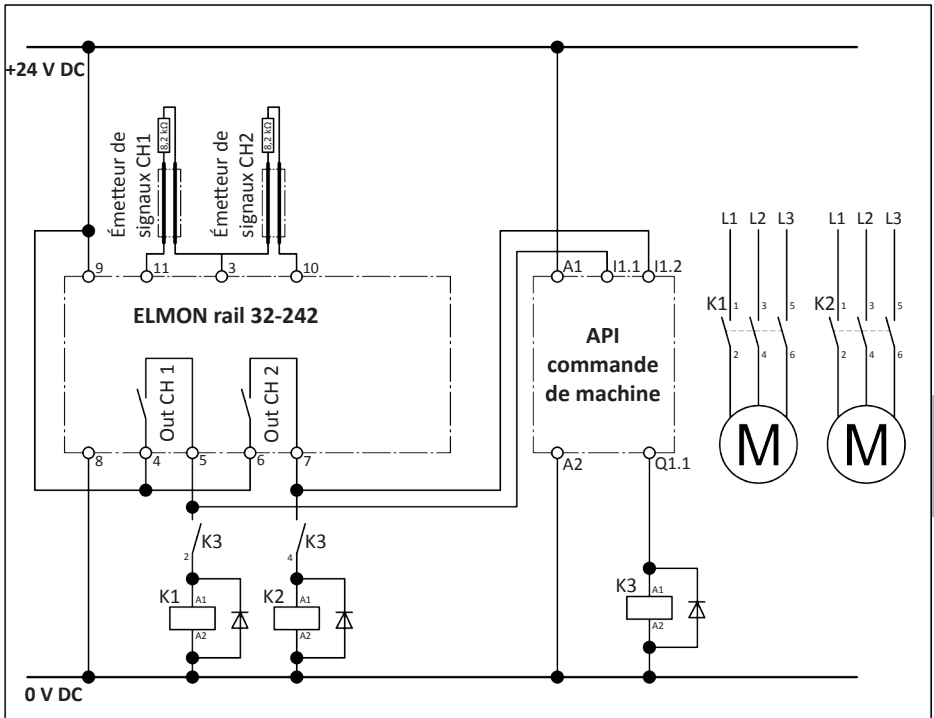 +24 V DC
Émetteur de
signaux CH1
8,2 kΩ
Émetteur de
signaux CH2
8,2 kΩ
9
11
3
10
A1
I1.1
I1.2
ELMON rail 32-242
Out CH 1
Out CH 2
8
4
5
6
7
API
commande
de machine
A2
Q1.1
L1 L2 L3
K1
1
3
5
2
4
6
M
L1 L2 L3
K2
1
3
5
2
4
6
M
K3
2
K3
4
K1
A1
A2
K2
A1
A2
K3
A1
A2
0 V DC